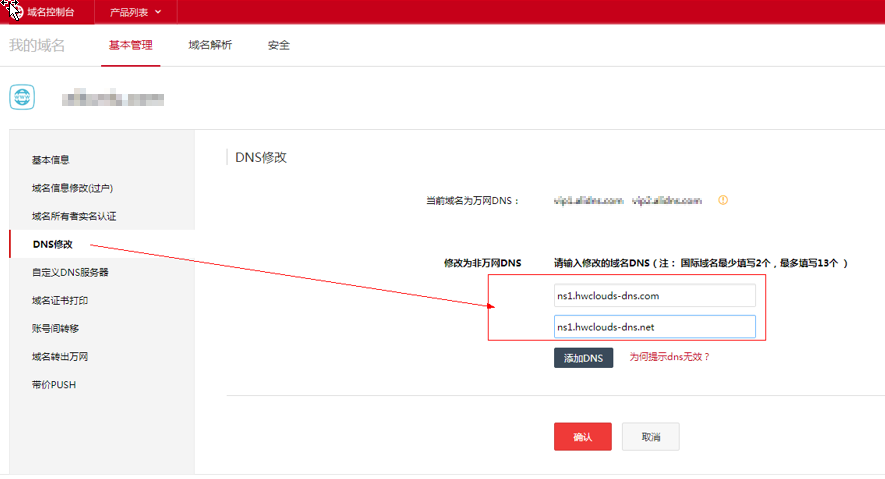 域名控制台 产品列表
我的域名 基本管理 域名解析 安全
基本信息
域名信息修改(过户)
域名所有者实名认证
DNS修改
自定义DNS服务器
域名证书打印
账号间转移
域名转出万网
带价PUSH
DNS修改
当前域名为万网DNS：
修改为非万网DNS 请输入修改的域名DNS（注： 国际域名最少填写2个，最多填写13个 ）
ns1.hwclouds-dns.com
ns1.hwclouds-dns.net
添加DNS 为何提示dns无效？
确认 取消